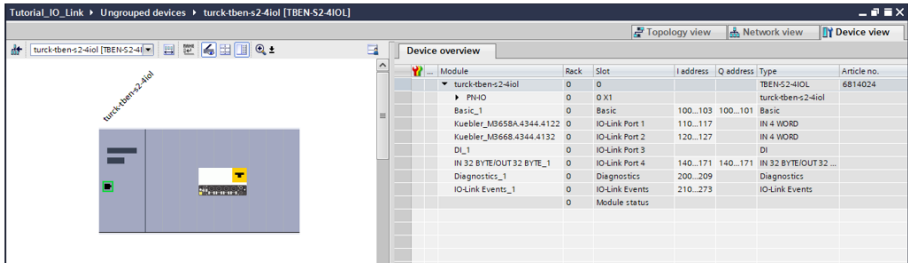 Tutorial_IO_Link ▸ Ungrouped devices ▸ turck-tben-s2-4iol [TBEN-S2-4IOL]
Topology view Network view Device view
turck-tben-s2-4iol [TBEN-S2-4I
Device overview
turck-tben-s2-4iol
... Module Rack Slot I address Q address Type Article no.
turck-tben-s2-4iol 0 0 TBEN-S2-4IOL 6814024
PN-IO 0 0 X1 turck-tben-s2-4iol
Basic_1 0 Basic 100...103 100...101 Basic
Kuebler_M3658A.4344.4122 0 IO-Link Port 1 110...117 IN 4 WORD
Kuebler_M3668.4344.4132 0 IO-Link Port 2 120...127 IN 4 WORD
DI_1 0 IO-Link Port 3 DI
IN 32 BYTE/OUT 32 BYTE_1 0 IO-Link Port 4 140...171 140...171 IN 32 BYTE/OUT 32 ...
Diagnostics_1 0 Diagnostics 200...209 Diagnostics
IO-Link Events_1 0 IO-Link Events 210...273 IO-Link Events
0 Module status